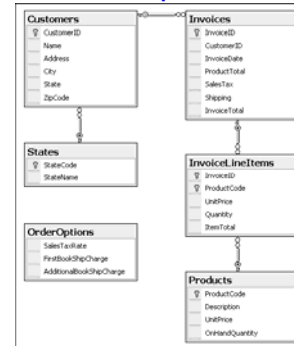 Customers
CustomerID
Name
Address
City
State
ZipCode
States
StateCode
StateName
OrderOptions
SalesTaxRate
FirstBookShipCharge
AdditionalBookShipCharge
Invoices
InvoiceID
CustomerID
InvoiceDate
ProductTotal
SalesTax
Shipping
InvoiceTotal
InvoiceLineItems
InvoiceID
ProductCode
UnitPrice
Quantity
ItemTotal
Products
ProductCode
Description
UnitPrice
OnHandQuantity